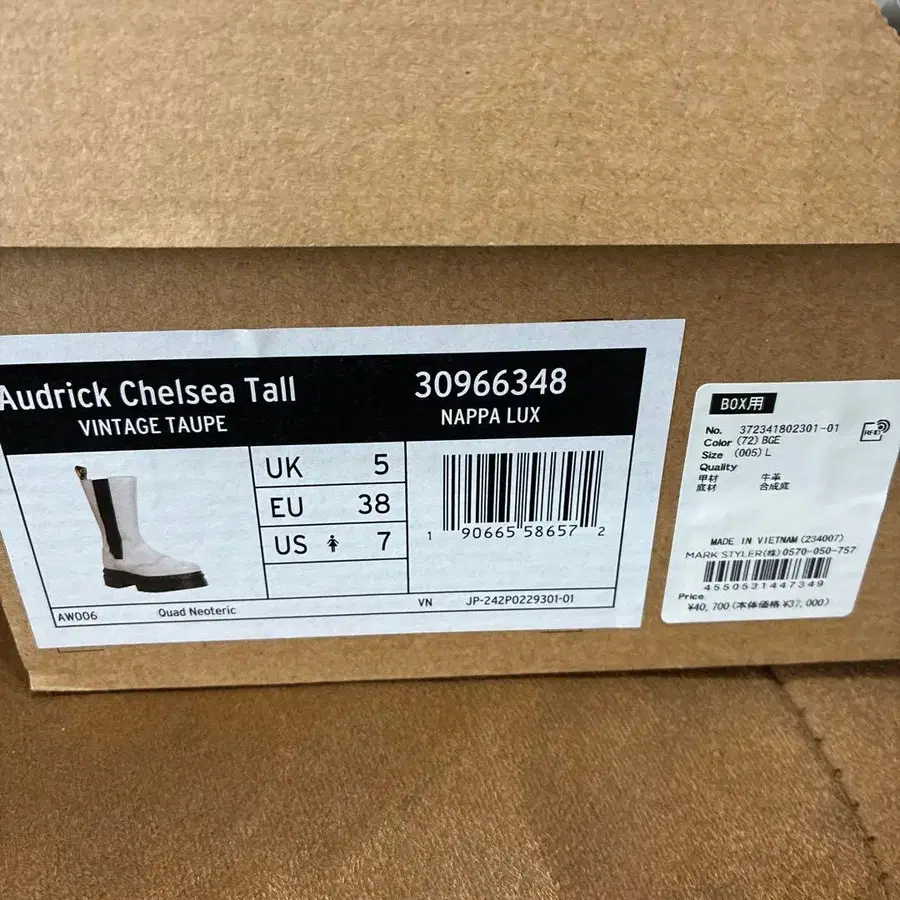 Audrick Chelsea Tall
VINTAGE TAUPE
30966348
NAPPA LUX
UK 5
EU 38
US 7
1 90665 58657 2
AW006
Quad Neoteric
VN
JP-242P0229301-01
BOX用
No. 372341802301-01
Color (72) BGE
Size (005) L
Quality
甲材 牛革
底材 合成底
RFID
MADE IN VIETNAM (234007)
MARK STYLER(株) 0570-050-757
4550531447349
Price
¥40,700(本体価格¥37,000)